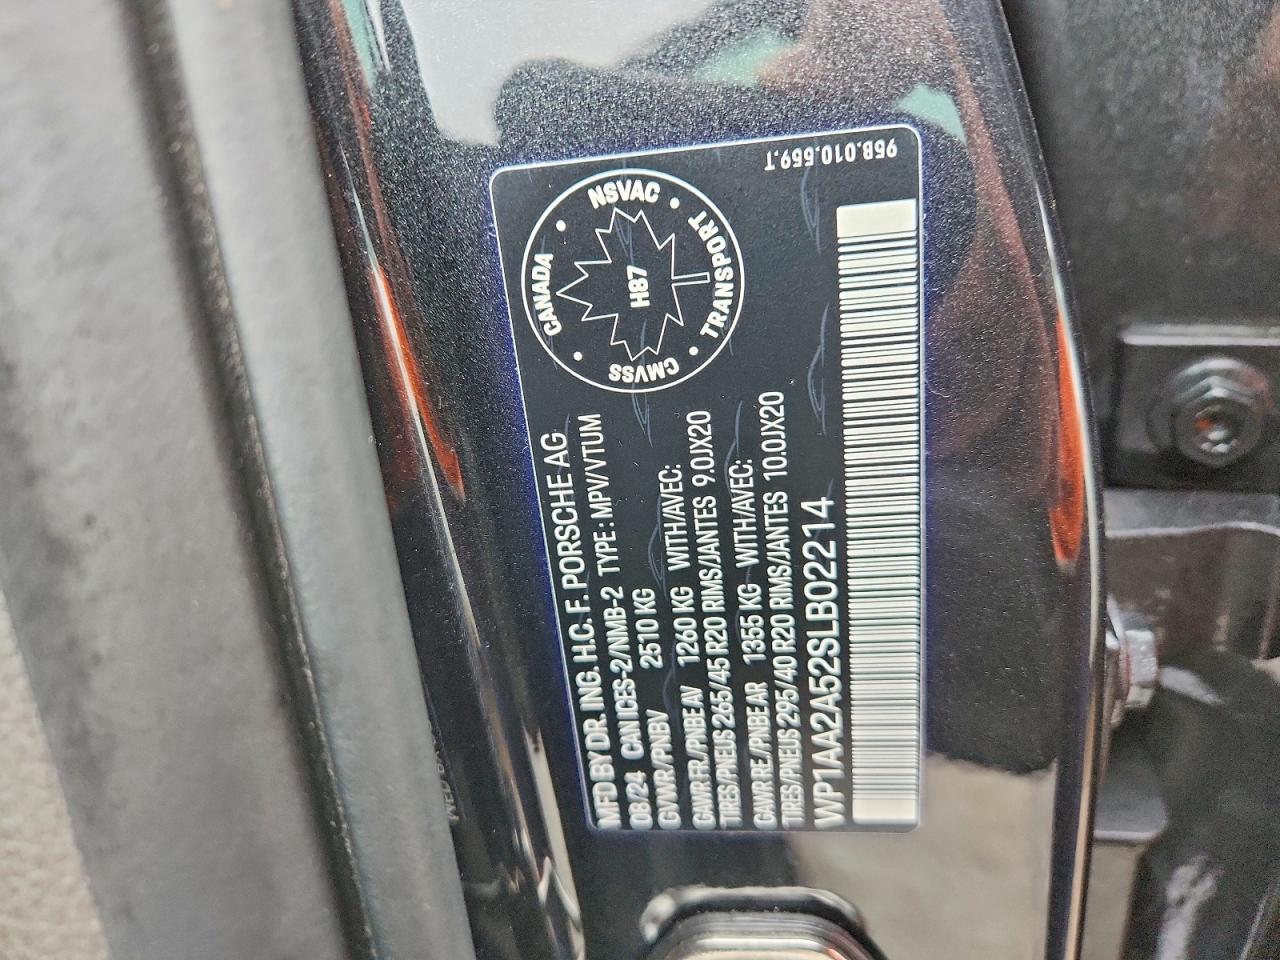 MFD BY DR. ING. H.C. F. PORSCHE AG
08/24 CAN ICES-2/NMB-2 TYPE: MPV/VTUM
GVWR/PNBV 2510 KG
GAWR FR./PNBE AV 1260 KG WITH/AVEC:
TIRES/PNEUS 265/45 R20 RIMS/JANTES 9.0JX20
GAWR RE./PNBE AR 1355 KG WITH/AVEC:
TIRES/PNEUS 295/40 R20 RIMS/JANTES 10.0JX20
WP1AA2A52SLB02214
CANADA • NSVAC • TRANSPORT • CMVSS •
H87
95B.010.559.T